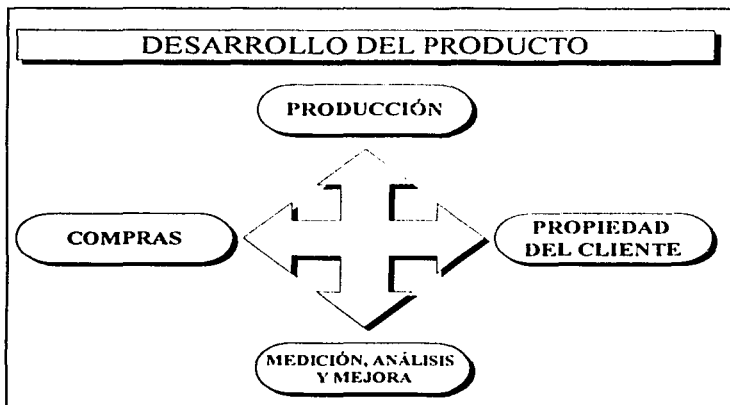 DESARROLLO DEL PRODUCTO
PRODUCCIÓN
COMPRAS
PROPIEDAD
DEL CLIENTE
MEDICIÓN, ANÁLISIS
Y MEJORA